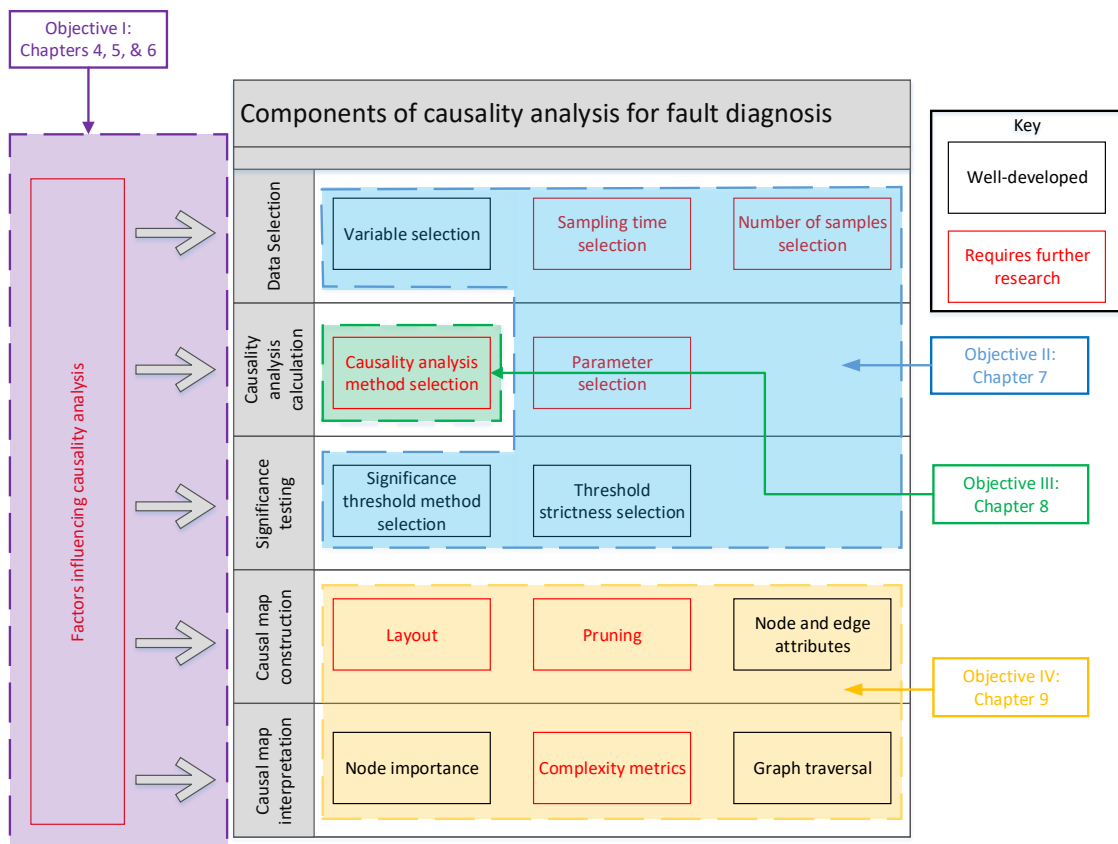 Objective I:
Chapters 4, 5, & 6
Components of causality analysis for fault diagnosis
Key
Well-developed
Requires further
research
Factors influencing causality analysis
Data Selection
Variable selection
Sampling time
selection
Number of samples
selection
Causality
analysis
calculation
Causality analysis
method selection
Parameter
selection
Objective II:
Chapter 7
Significance
testing
Significance
threshold method
selection
Threshold
strictness selection
Objective III:
Chapter 8
Causal map
construction
Layout
Pruning
Node and edge
attributes
Objective IV:
Chapter 9
Causal map
interpretation
Node importance
Complexity metrics
Graph traversal